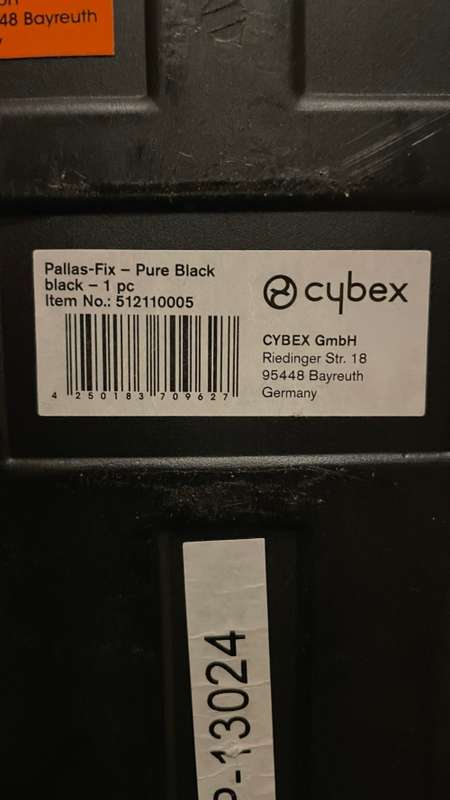 48 Bayreuth
Pallas-Fix – Pure Black
black – 1 pc
Item No.: 512110005
cybex
4 250183 709627
CYBEX GmbH
Riedinger Str. 18
95448 Bayreuth
Germany
P-13024